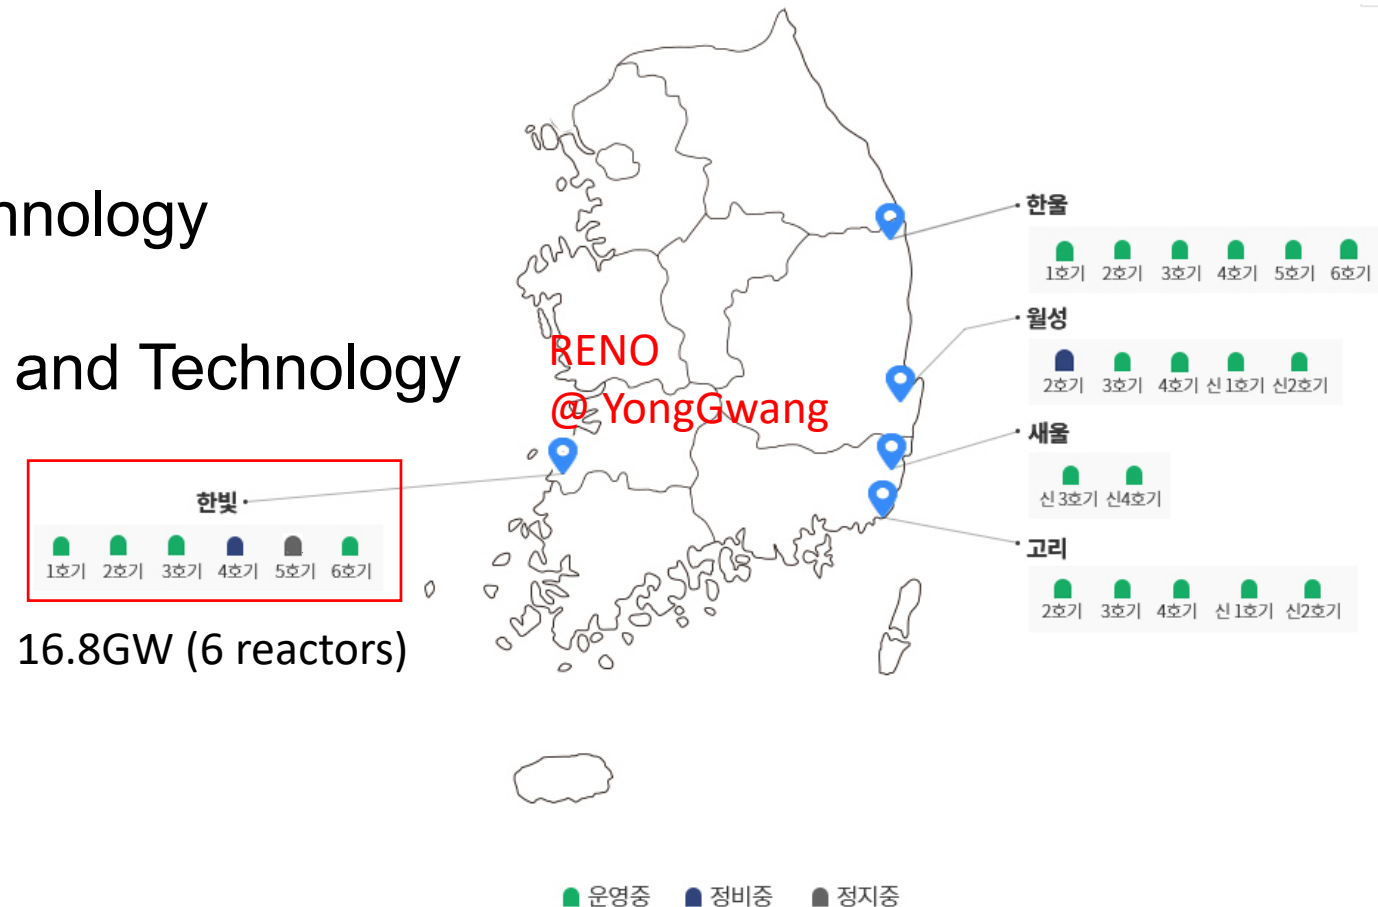 hnology
and Technology
RENO
@ YongGwang
한빛
1호기 2호기 3호기 4호기 5호기 6호기
16.8GW (6 reactors)
한울
1호기 2호기 3호기 4호기 5호기 6호기
월성
2호기 3호기 4호기 신 1호기 신2호기
새울
신 3호기 신4호기
고리
2호기 3호기 4호기 신 1호기 신2호기
운영중 정비중 정지중